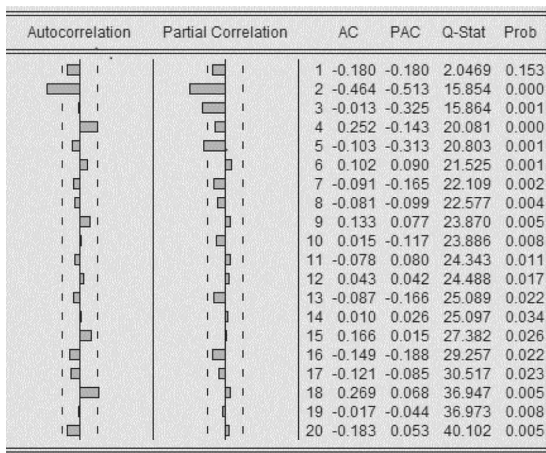 Autocorrelation Partial Correlation AC PAC Q-Stat Prob
1 -0.180 -0.180 2.0469 0.153
2 -0.464 -0.513 15.854 0.000
3 -0.013 -0.325 15.864 0.001
4 0.252 -0.143 20.081 0.000
5 -0.103 -0.313 20.803 0.001
6 0.102 0.090 21.525 0.001
7 -0.091 -0.165 22.109 0.002
8 -0.081 -0.099 22.577 0.004
9 0.133 0.077 23.870 0.005
10 0.015 -0.117 23.886 0.008
11 -0.078 0.080 24.343 0.011
12 0.043 0.042 24.488 0.017
13 -0.087 -0.166 25.089 0.022
14 0.010 0.026 25.097 0.034
15 0.166 0.015 27.382 0.026
16 -0.149 -0.188 29.257 0.022
17 -0.121 -0.085 30.517 0.023
18 0.269 0.068 36.947 0.005
19 -0.017 -0.044 36.973 0.008
20 -0.183 0.053 40.102 0.005